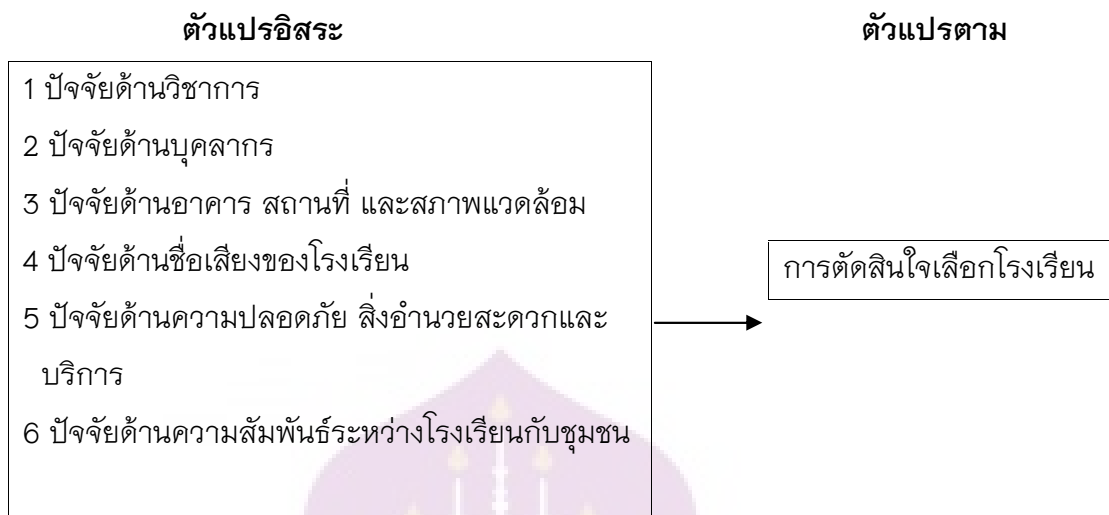 ตัวแปรอิสระ
ตัวแปรตาม
1 ปัจจัยด้านวิชาการ
2 ปัจจัยด้านบุคลากร
3 ปัจจัยด้านอาคาร สถานที่ และสภาพแวดล้อม
4 ปัจจัยด้านชื่อเสียงของโรงเรียน
5 ปัจจัยด้านความปลอดภัย สิ่งอำนวยสะดวกและ
บริการ
6 ปัจจัยด้านความสัมพันธ์ระหว่างโรงเรียนกับชุมชน
การตัดสินใจเลือกโรงเรียน